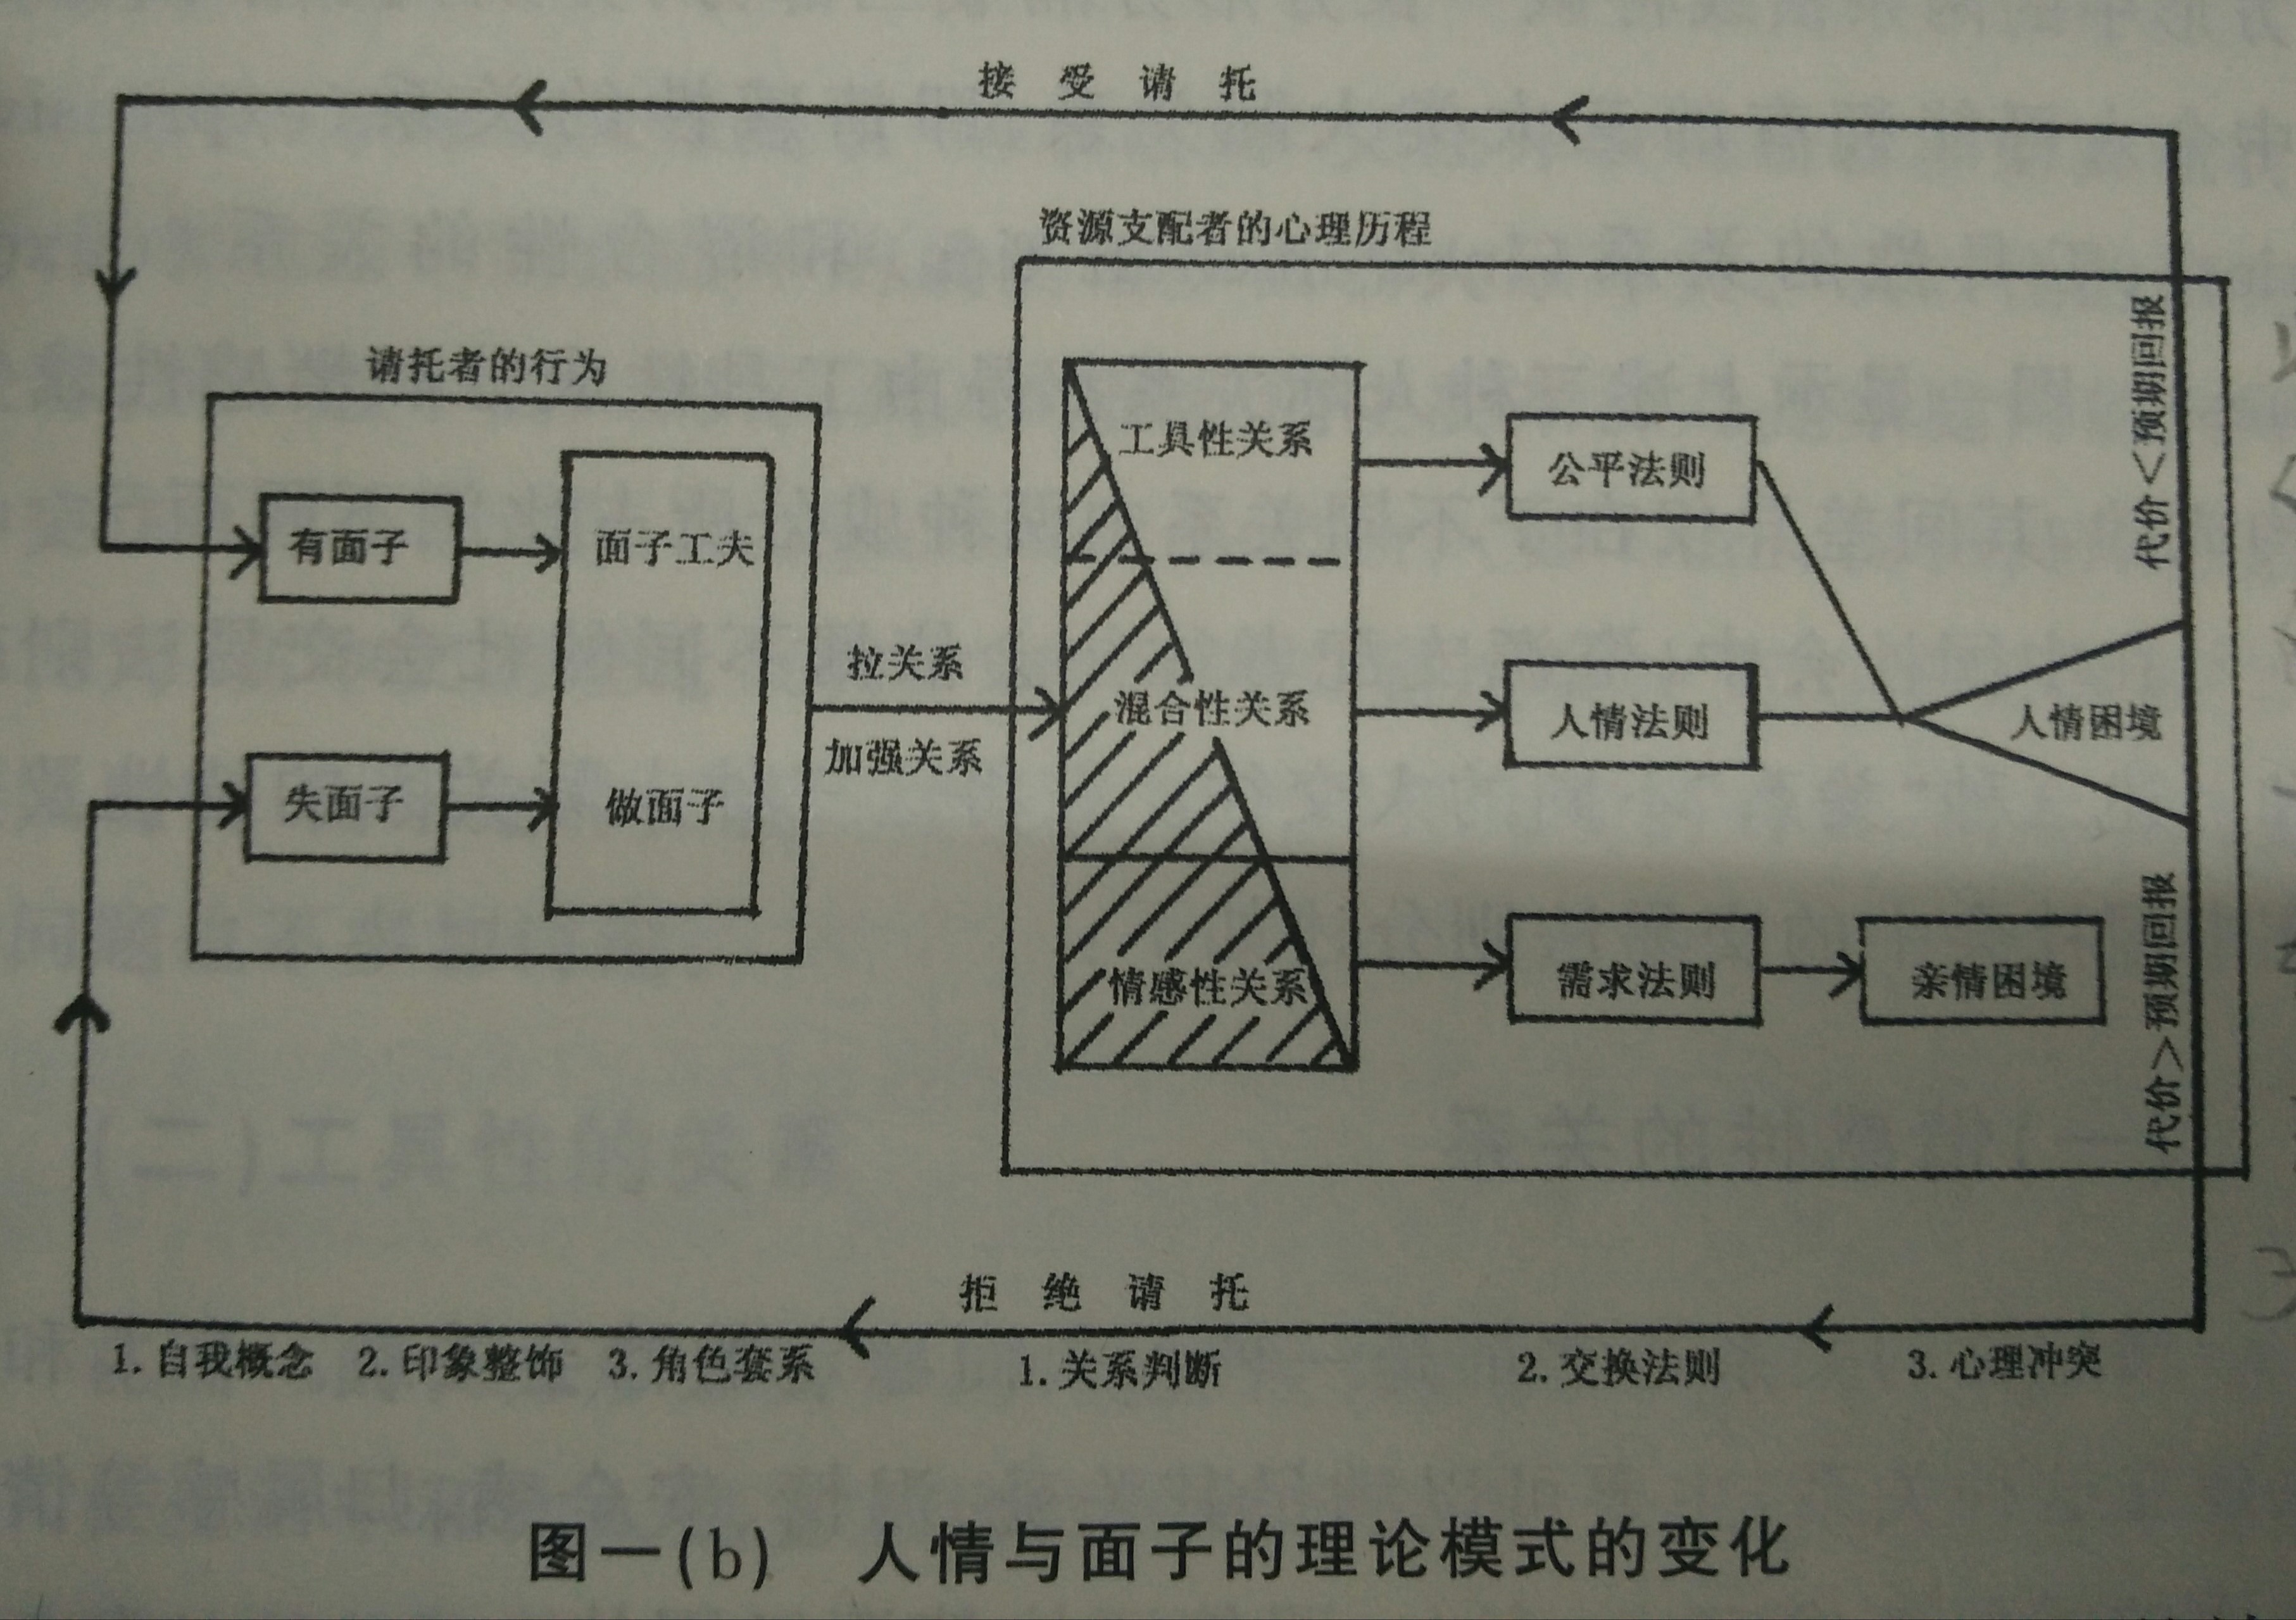 接受请托
资源支配者的心理历程
请托者的行为
有面子
面子工夫
失面子
做面子
拉关系
加强关系
工具性关系
混合性关系
情感性关系
公平法则
人情法则
需求法则
人情困境
亲情困境
代价<预期回报
代价>预期回报
拒绝请托
1.自我概念 2.印象整饰 3.角色套系 1.关系判断 2.交换法则 3.心理冲突
图一(b) 人情与面子的理论模式的变化
(二)工具性的关系